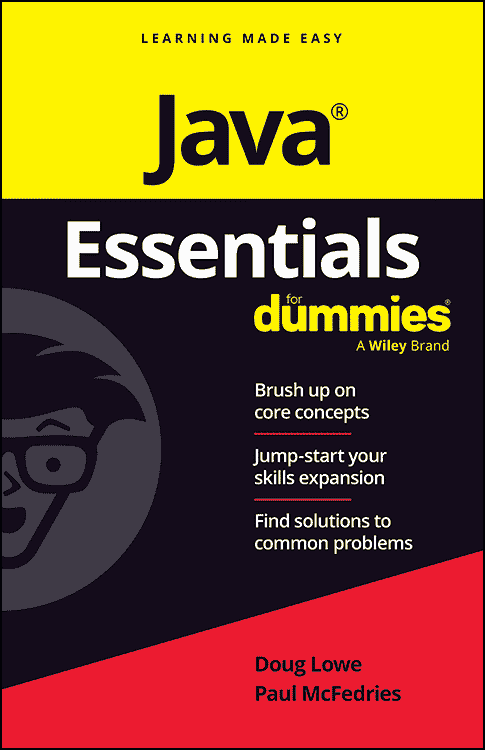 LEARNING MADE EASY
Java®
Essentials
for
dummies®
A Wiley Brand
Brush up on
core concepts
Jump-start your
skills expansion
Find solutions to
common problems
Doug Lowe
Paul McFedries